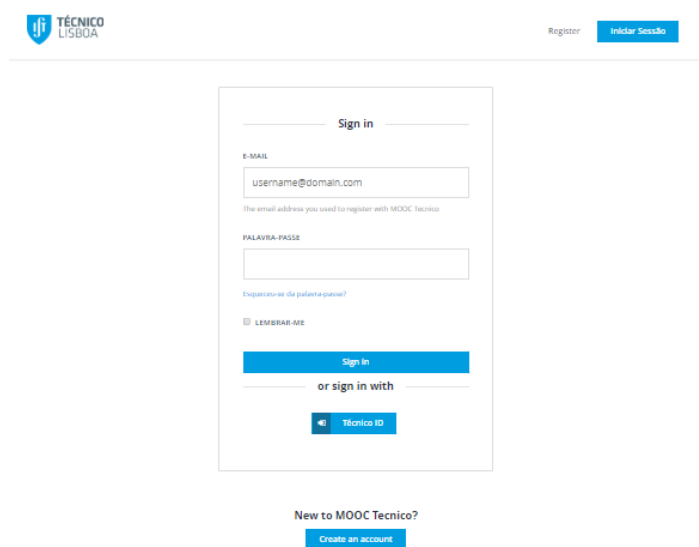 TÉCNICO
LISBOA
Register
Iniciar Sessão
Sign in
E-MAIL
username@domain.com
The email address you used to register with MOOC Tecnico
PALAVRA-PASSE
Esqueceu-se da palavra-passe?
LEMBRAR-ME
Sign in
or sign in with
Técnico ID
New to MOOC Tecnico?
Create an account